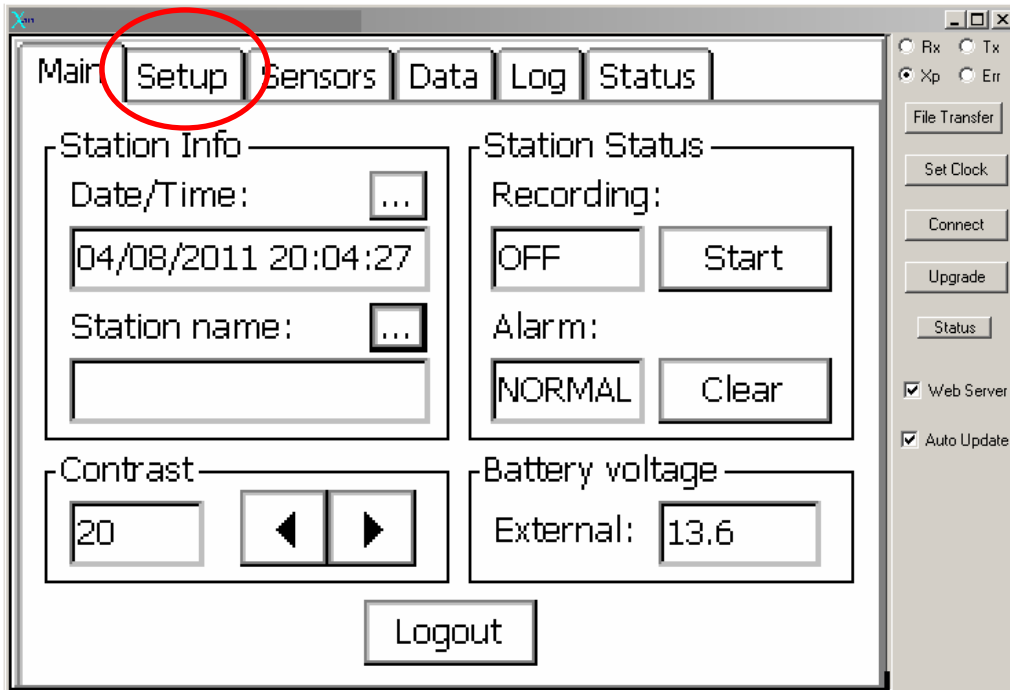 Main Setup Sensors Data Log Status
Station Info
Date/Time: ...
04/08/2011 20:04:27
Station name: ...
Contrast
20
Station Status
Recording:
OFF Start
Alarm:
NORMAL Clear
Battery voltage
External: 13.6
Logout
Rx Tx
Xp Err
File Transfer
Set Clock
Connect
Upgrade
Status
Web Server
Auto Update